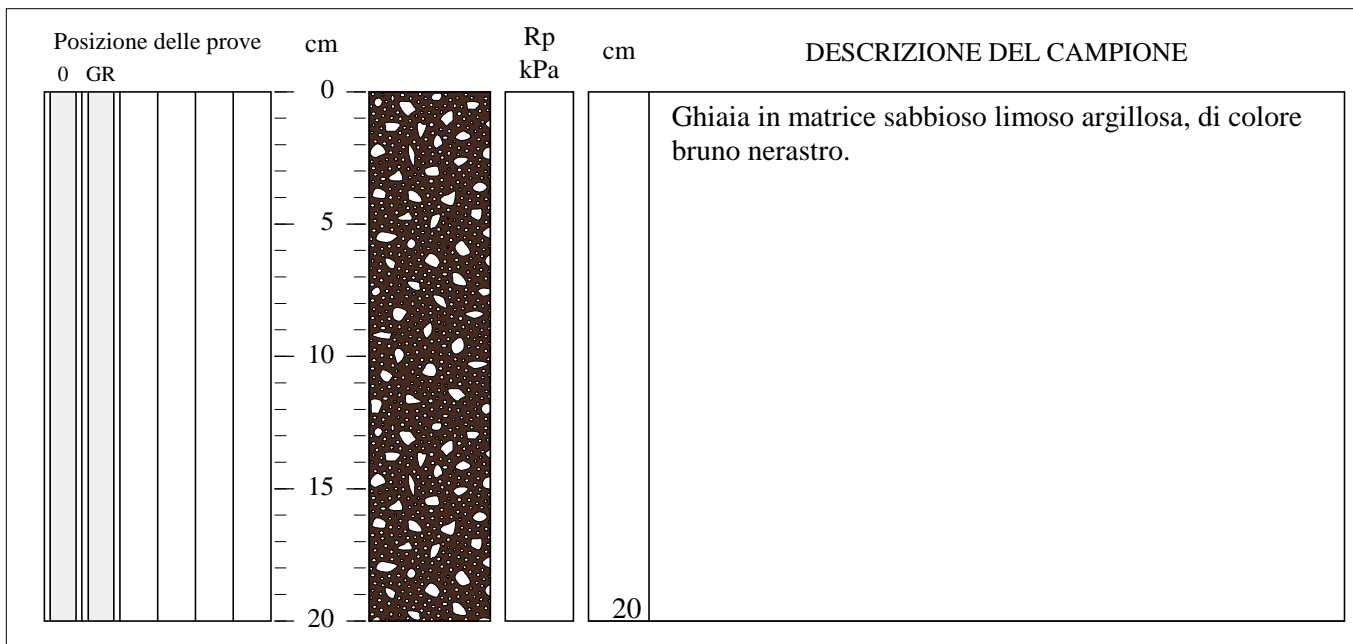 Posizione delle prove
0 GR
cm
Rp
kPa
cm
DESCRIZIONE DEL CAMPIONE
0
5
10
15
20
20
Ghiaia in matrice sabbioso limoso argillosa, di colore
bruno nerastro.